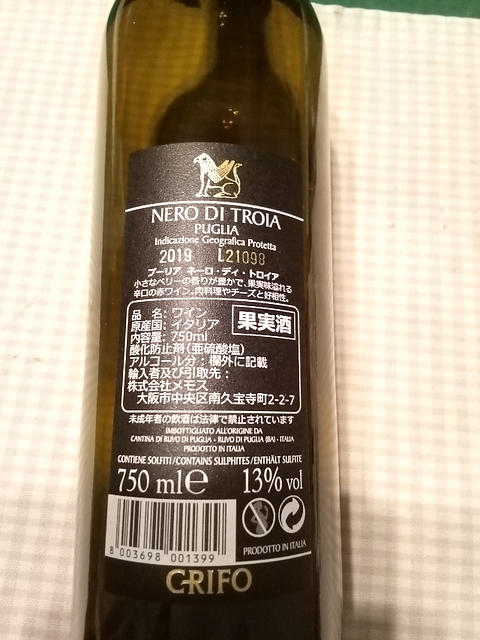 NERO DI TROIA
PUGLIA
Indicazione Geografica Protetta
2019 L21098
プーリア ネーロ・ディ・トロイア
小さなベリーの香りが豊かで、果実味溢れる
辛口の赤ワイン。肉料理やチーズと好相性。
品 名: ワイン
原産国: イタリア
果実酒
内容量: 750ml
酸化防止剤(亜硫酸塩)
アルコール分:欄外に記載
輸入者及び引取先:
株式会社メモス
大阪市中央区南久宝寺町2-2-7
未成年者の飲酒は法律で禁止されています
IMBOTTIGLIATO ALL'ORIGINE DA
CANTINA DI RUVO DI PUGLIA - RUVO DI PUGLIA (BA) - ITALIA
PRODOTTO IN ITALIA
CONTIENE SOLFITI/CONTAINS SULPHITES/ENTHÄLT SULFITE
750 ml e 13% vol
8 003698 001399
PRODOTTO IN ITALIA
GRIFO